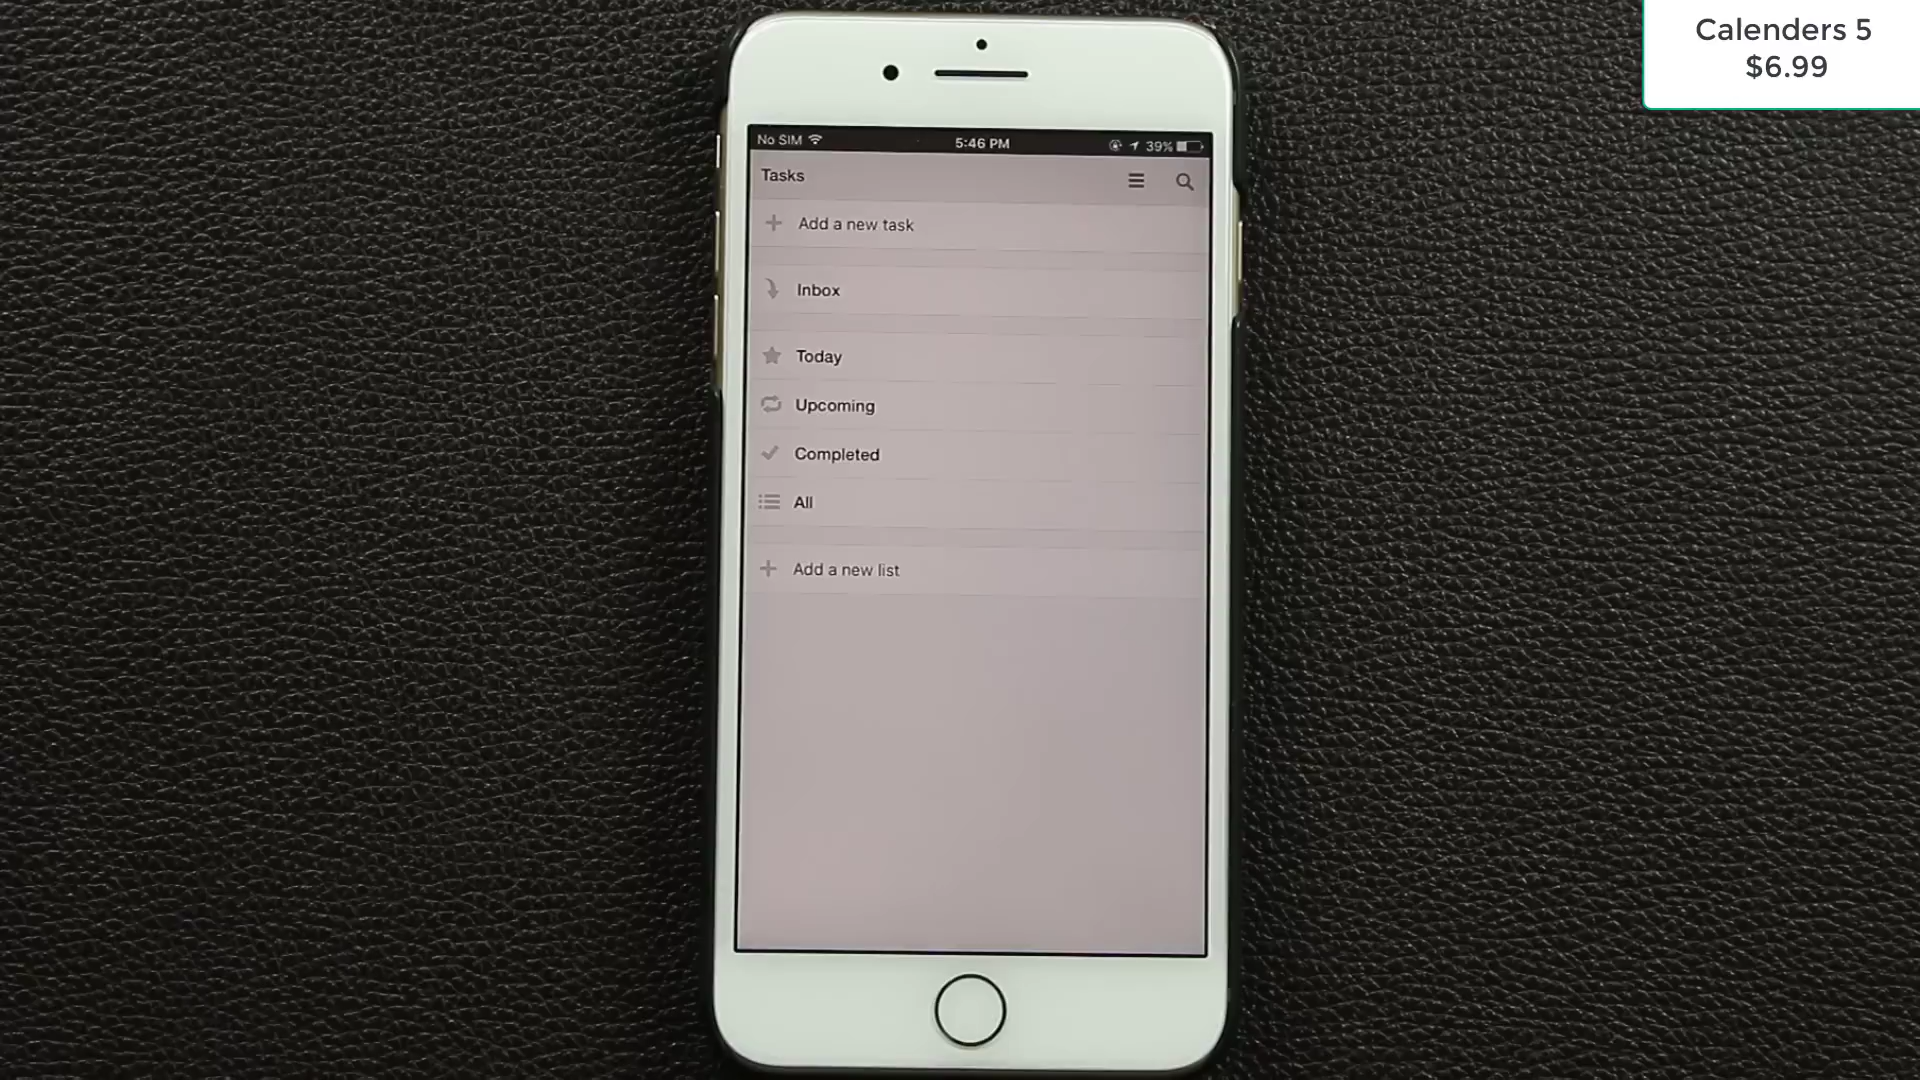 Calenders 5
$6.99
No SIM 5:46 PM 39%
Tasks
Add a new task
Inbox
Today
Upcoming
Completed
All
Add a new list